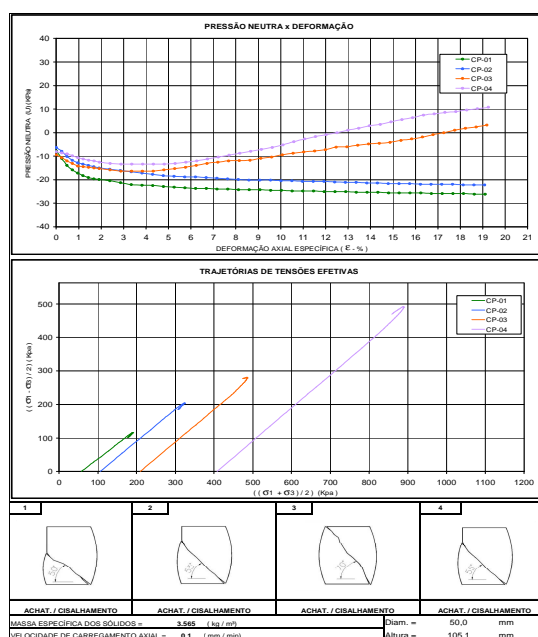 PRESSÃO NEUTRA x DEFORMAÇÃO
PRESSÃO NEUTRA (U) (KPa)
40
30
20
10
0
-10
-20
-30
-40
CP-01
CP-02
CP-03
CP-04
0 1 2 3 4 5 6 7 8 9 10 11 12 13 14 15 16 17 18 19 20 21
DEFORMAÇÃO AXIAL ESPECÍFICA ( ε - % )
TRAJETÓRIAS DE TENSÕES EFETIVAS
((σ1 - σ3) / 2) (Kpa)
500
400
300
200
100
0
CP-01
CP-02
CP-03
CP-04
0 100 200 300 400 500 600 700 800 900 1000 1100 1200
((σ1 + σ3) / 2) (Kpa)
1 2 3 4
ACHAT. / CISALHAMENTO ACHAT. / CISALHAMENTO ACHAT. / CISALHAMENTO ACHAT. / CISALHAMENTO
MASSA ESPECÍFICA DOS SÓLIDOS = 3.565 ( kg / m³) Diam. = 50,0 mm
VELOCIDADE DE CARREGAMENTO AXIAL = 0.1 ( mm / min) Altura = 105,1 mm